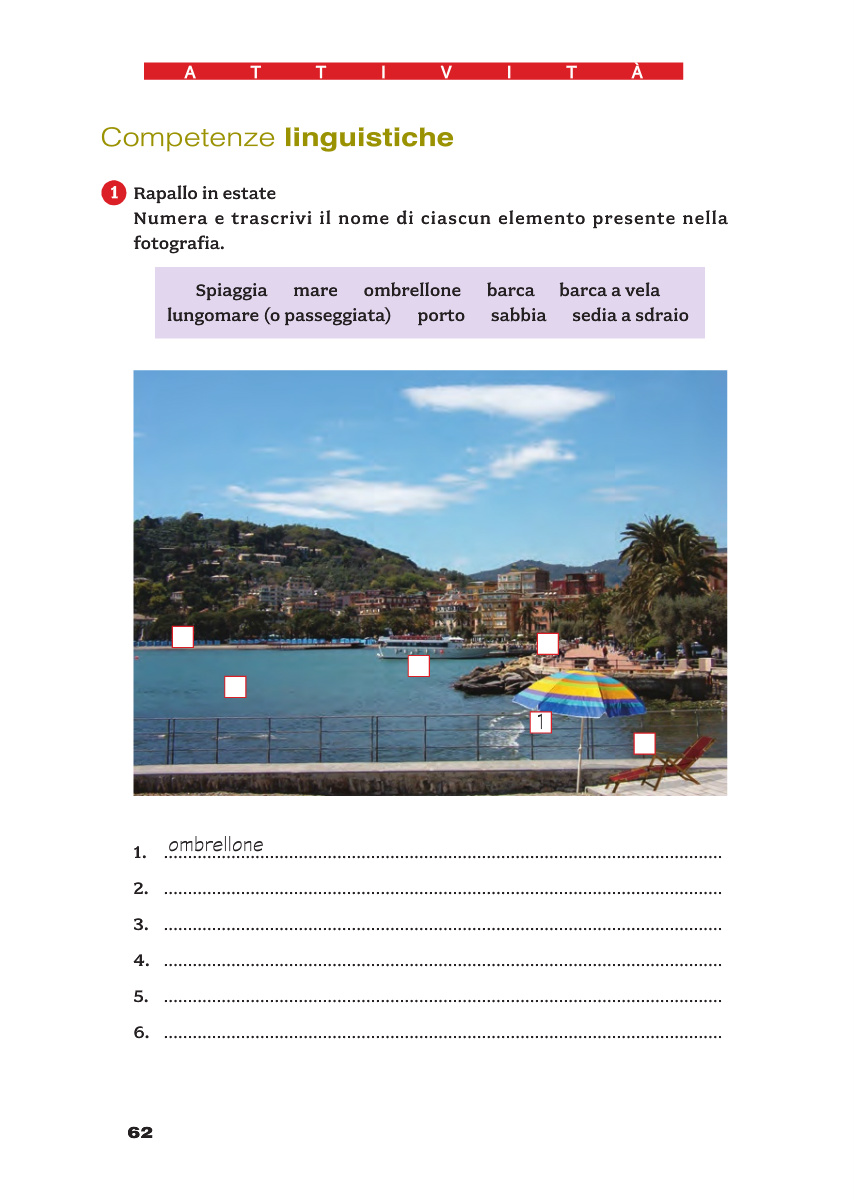 ATTIVITÀ
Competenze linguistiche
1 Rapallo in estate
Numera e trascrivi il nome di ciascun elemento presente nella
fotografia.
Spiaggia mare ombrellone barca barca a vela
lungomare (o passeggiata) porto sabbia sedia a sdraio
1
1. ombrellone
2.
3.
4.
5.
6.
62